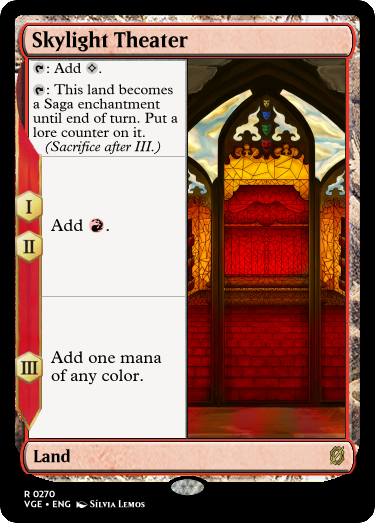 Skylight Theater
: Add .
: This land becomes
a Saga enchantment
until end of turn. Put a
lore counter on it.
(Sacrifice after III.)
I
II
Add .
III
Add one mana
of any color.
Land
R 0270
VGE • ENG Silvia Lemos